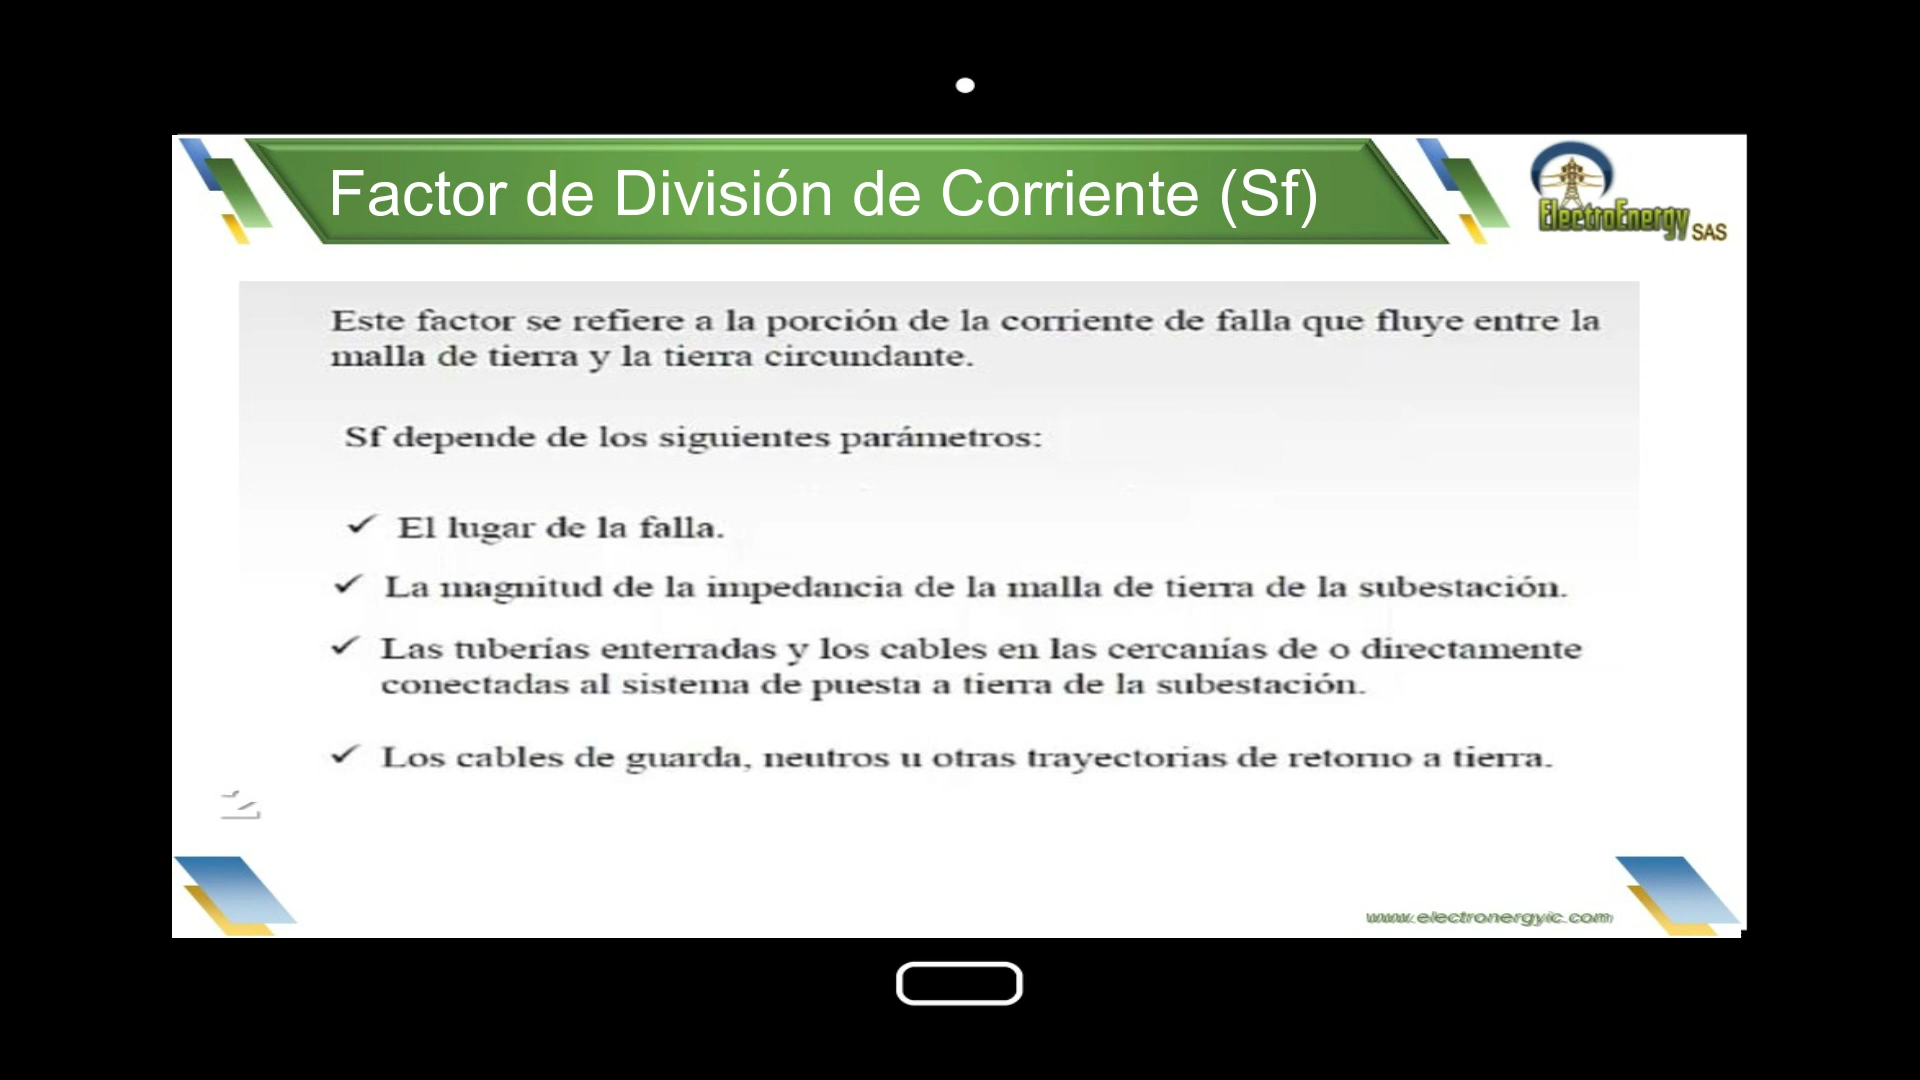 Factor de División de Corriente (Sf)
ElectroEnergy SAS
Este factor se refiere a la porción de la corriente de falla que fluye entre la
malla de tierra y la tierra circundante.
Sf depende de los siguientes parámetros:
✓ El lugar de la falla.
✓ La magnitud de la impedancia de la malla de tierra de la subestación.
✓ Las tuberías enterradas y los cables en las cercanías de o directamente
conectadas al sistema de puesta a tierra de la subestación.
✓ Los cables de guarda, neutros u otras trayectorias de retorno a tierra.
www.electronergyic.com